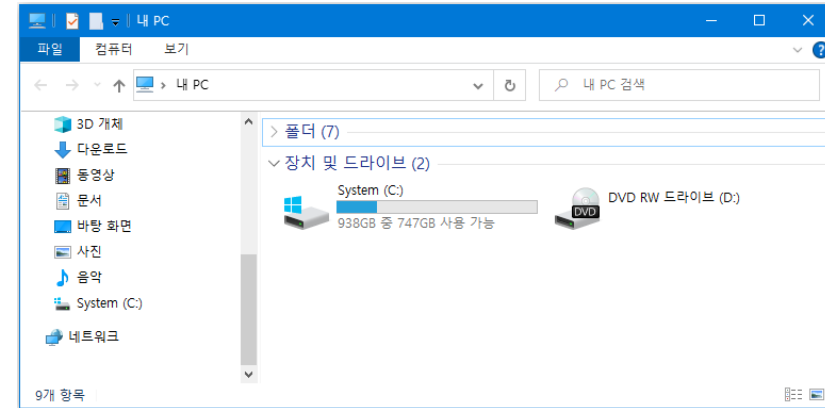 내 PC
파일 컴퓨터 보기
내 PC
내 PC 검색
3D 개체
다운로드
동영상
문서
바탕 화면
사진
음악
System (C:)
네트워크
폴더 (7)
장치 및 드라이브 (2)
System (C:)
938GB 중 747GB 사용 가능
DVD RW 드라이브 (D:)
DVD
9개 항목